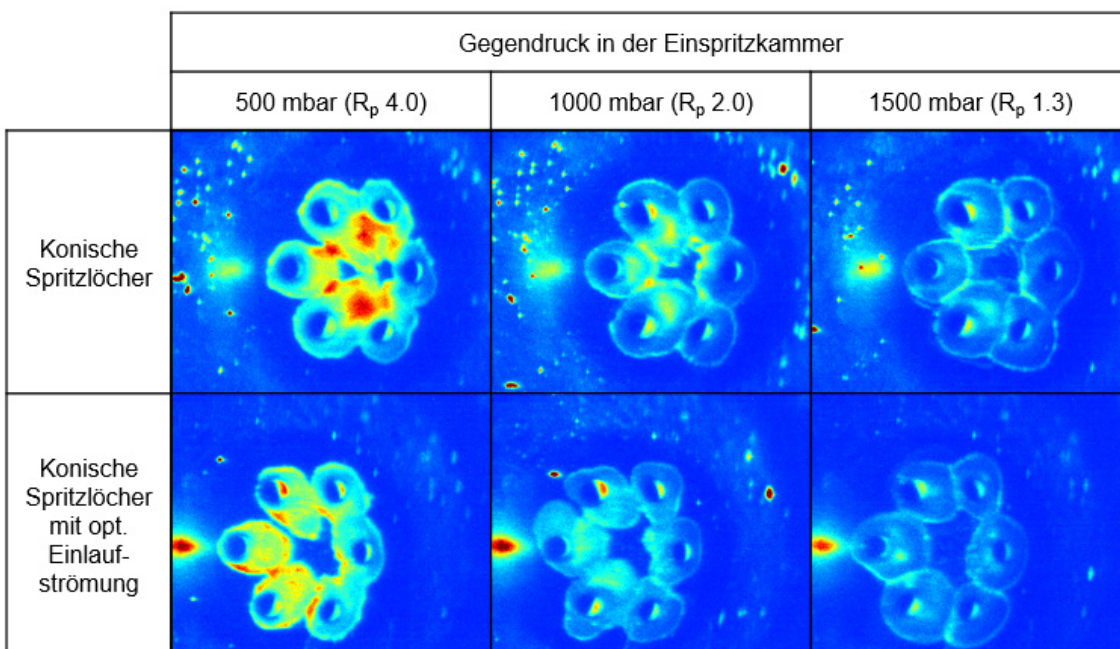 Gegendruck in der Einspritzkammer
500 mbar (Rp 4.0)
1000 mbar (Rp 2.0)
1500 mbar (Rp 1.3)
Konische
Spritzlöcher
Konische
Spritzlöcher
mit opt.
Einlauf-
strömung